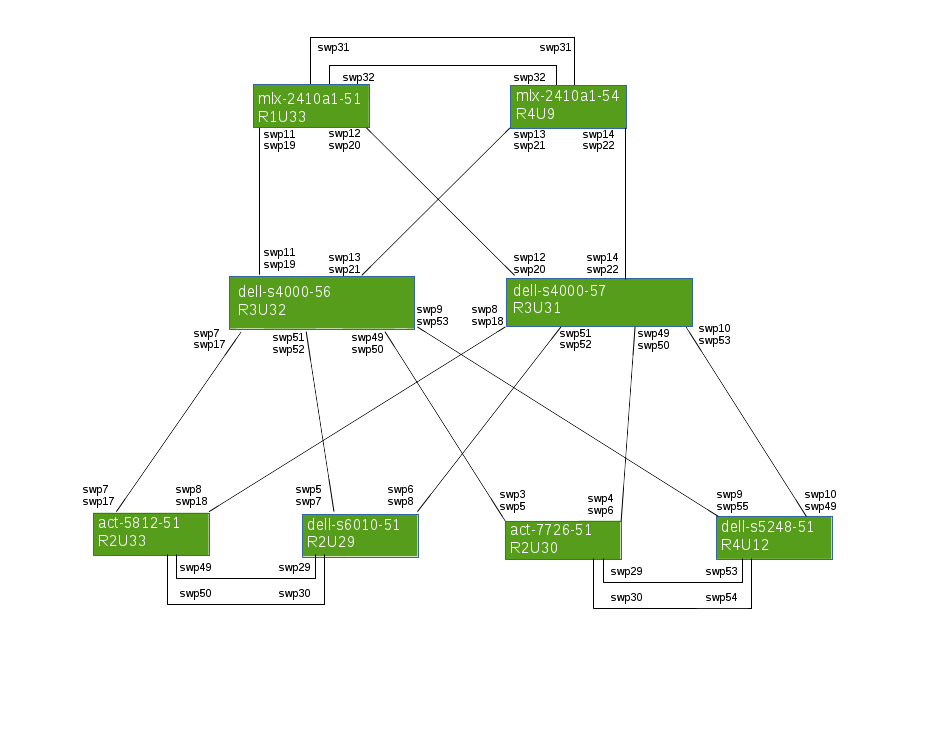 swp31
swp31
swp32
swp32
mlx-2410a1-51
R1U33
mlx-2410a1-54
R4U9
swp11
swp19
swp12
swp20
swp13
swp21
swp14
swp22
swp11
swp19
swp13
swp21
swp12
swp20
swp14
swp22
dell-s4000-56
R3U32
dell-s4000-57
R3U31
swp9
swp53
swp8
swp18
swp7
swp17
swp51
swp52
swp49
swp50
swp51
swp52
swp49
swp50
swp10
swp53
swp7
swp17
swp8
swp18
swp5
swp7
swp6
swp8
swp3
swp5
swp4
swp6
swp9
swp55
swp10
swp49
act-5812-51
R2U33
dell-s6010-51
R2U29
act-7726-51
R2U30
dell-s5248-51
R4U12
swp49
swp29
swp50
swp30
swp29
swp53
swp30
swp54